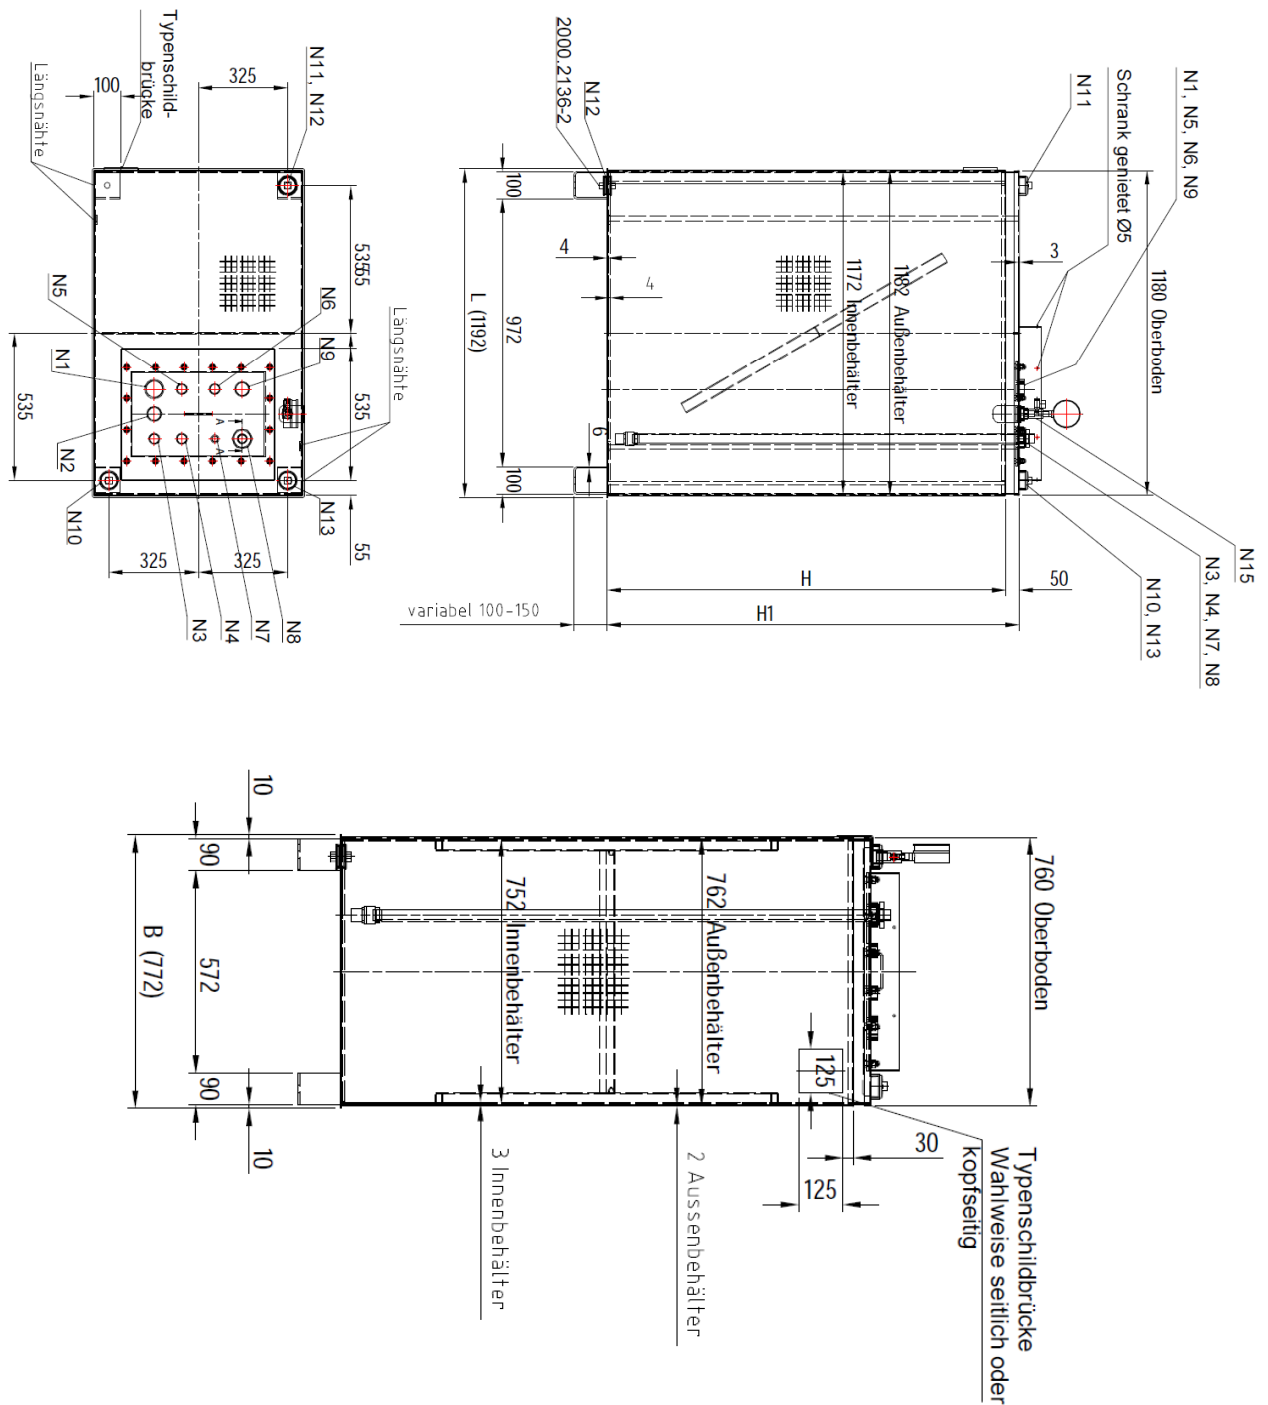 Typenschild-
brücke
Längsnähte
100
325
N11, N12
535
55
N5
N6
N1
N9
Längsnähte
535
535
N2
N10
N13
55
325
325
N3
N4
N7
N8
A
A
2000.2136-2
N12
N11
Schrank genietet Ø5
N1, N5, N6, N9
100
4
4
L (1192)
972
1172 Innenbehälter
1182 Außenbehälter
3
1180 Oberboden
6
100
N15
H
50
N3, N4, N7, N8
variabel 100-150
H1
N10, N13
10
90
B (772)
572
90
10
752 Innenbehälter
762 Außenbehälter
760 Oberboden
125
30
125
3 Innenbehälter
2 Aussenbehälter
Typenschildbrücke
Wahlweise seitlich oder
kopfseitig